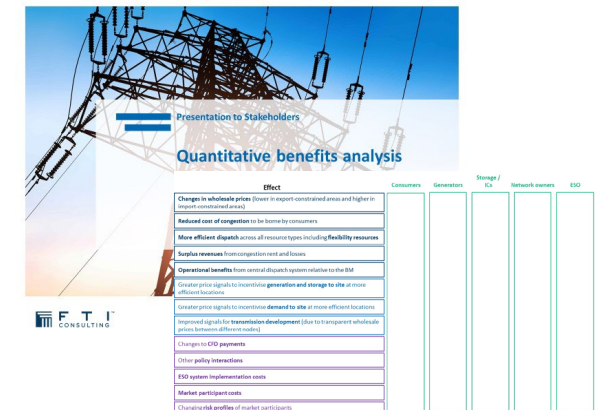 Presentation to Stakeholders
Quantitative benefits analysis
Effect
Consumers
Generators
Storage /
ICs
Network owners
ESO
Changes in wholesale prices (lower in export-constrained areas and higher in
import-constrained areas)
Reduced cost of congestion to be borne by consumers
More efficient dispatch across all resource types including flexibility resources
Surplus revenues from congestion rent and losses
Operational benefits from central dispatch system relative to the BM
Greater price signals to incentivise generation and storage to site at more
efficient locations
Greater price signals to incentivise demand to site at more efficient locations
Improved signals for transmission development (due to transparent wholesale
prices between different nodes)
Changes to CFD payments
Other policy interactions
ESO system implementation costs
Market participant costs
Changing risk profiles of market participants
F T I™
CONSULTING